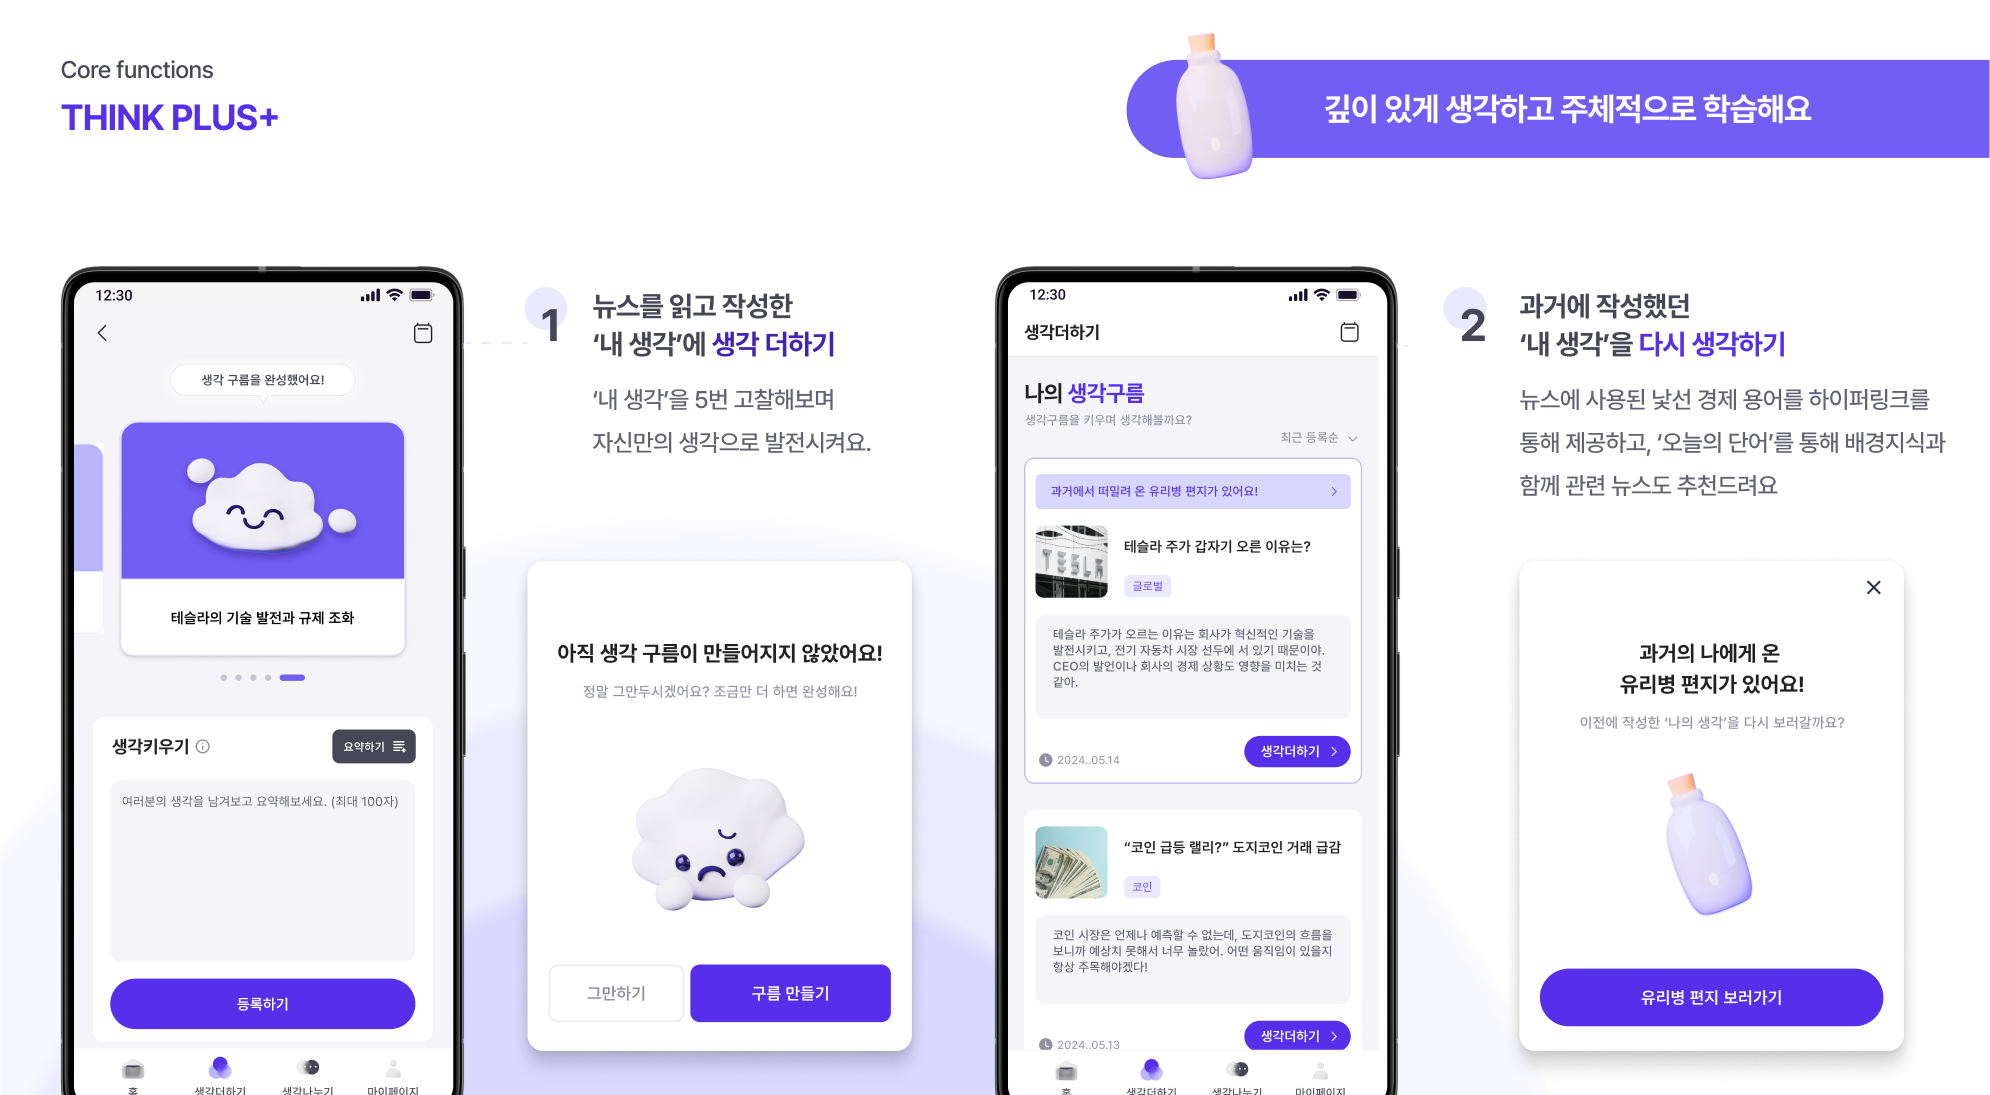 Core functions
THINK PLUS+
깊이 있게 생각하고 주체적으로 학습해요
12:30
생각 구름을 완성했어요!
테슬라의 기술 발전과 규제 조화
생각키우기
요약하기
여러분의 생각을 남겨보고 요약해보세요. (최대 100자)
등록하기
홈
생각더하기
생각나누기
마이페이지
1
뉴스를 읽고 작성한
‘내 생각’에 생각 더하기
‘내 생각’을 5번 고찰해보며
자신만의 생각으로 발전시켜요.
아직 생각 구름이 만들어지지 않았어요!
정말 그만두시겠어요? 조금만 더 하면 완성해요!
그만하기
구름 만들기
12:30
생각더하기
나의 생각구름
생각구름을 키우며 생각해볼까요?
최근 등록순
과거에서 떠밀려 온 유리병 편지가 있어요!
TESLA
테슬라 주가 갑자기 오른 이유는?
글로벌
테슬라 주가가 오르는 이유는 회사가 혁신적인 기술을
발전시키고, 전기 자동차 시장 선두에 서 있기 때문이야.
CEO의 발언이나 회사의 경제 상황도 영향을 미치는 것
같아.
2024..05.14
생각더하기
“코인 급등 랠리?” 도지코인 거래 급감
코인
코인 시장은 언제나 예측할 수 없는데, 도지코인의 흐름을
보니까 예상치 못해서 너무 놀랐어. 어떤 움직임이 있을지
항상 주목해야겠다!
2024..05.13
생각더하기
홈
생각더하기
생각나누기
마이페이지
2
과거에 작성했던
‘내 생각’을 다시 생각하기
뉴스에 사용된 낯선 경제 용어를 하이퍼링크를
통해 제공하고, ‘오늘의 단어’를 통해 배경지식과
함께 관련 뉴스도 추천드려요
과거의 나에게 온
유리병 편지가 있어요!
이전에 작성한 ‘나의 생각’을 다시 보러갈까요?
유리병 편지 보러가기